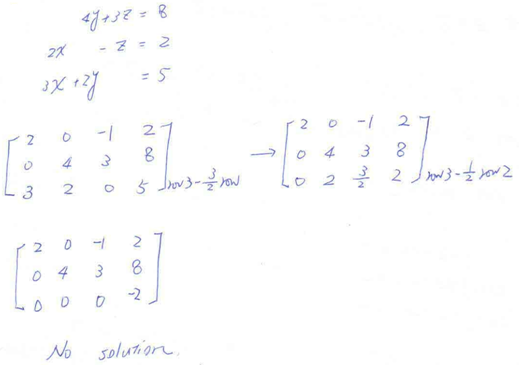 4y+3z = 8
2x - z = 2
3x+2y = 5
[ 2 0 -1 2 ]
[ 0 4 3 8 ]
[ 3 2 0 5 ] row3 - 3/2 row
→
[ 2 0 -1 2 ]
[ 0 4 3 8 ]
[ 0 2 3/2 2 ] row3 - 1/2 row2
[ 2 0 -1 2 ]
[ 0 4 3 8 ]
[ 0 0 0 -2 ]
No solution.